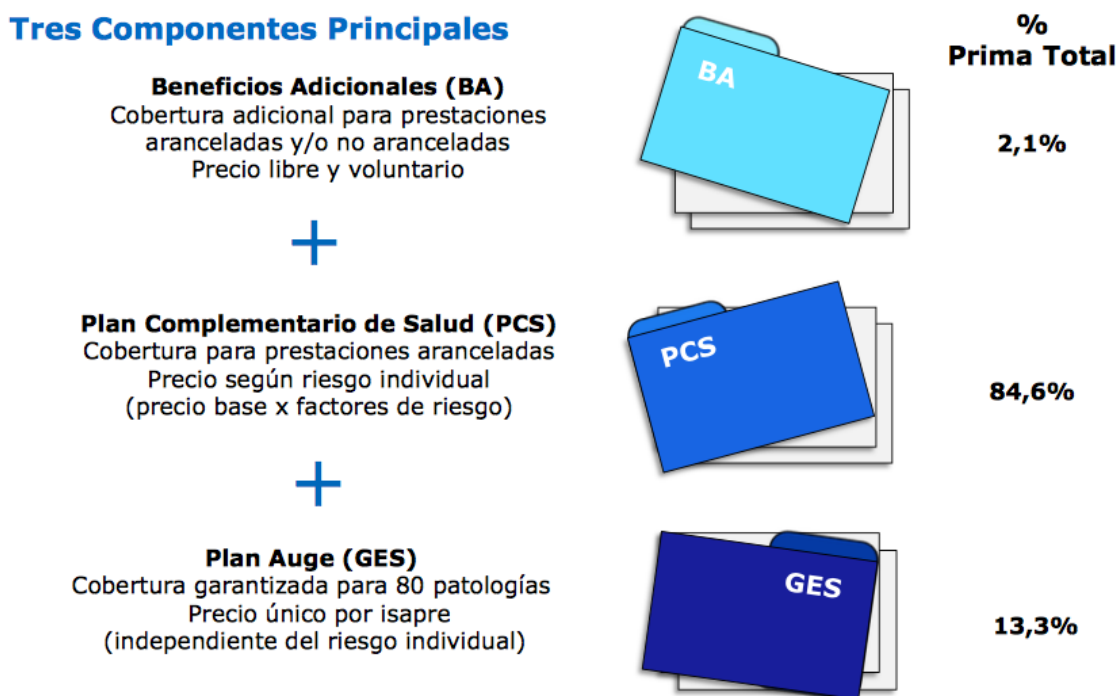 Tres Componentes Principales
%
Prima Total
Beneficios Adicionales (BA)
Cobertura adicional para prestaciones
aranceladas y/o no aranceladas
Precio libre y voluntario
BA
2,1%
+
Plan Complementario de Salud (PCS)
Cobertura para prestaciones aranceladas
Precio según riesgo individual
(precio base x factores de riesgo)
PCS
84,6%
+
Plan Auge (GES)
Cobertura garantizada para 80 patologías
Precio único por isapre
(independiente del riesgo individual)
GES
13,3%